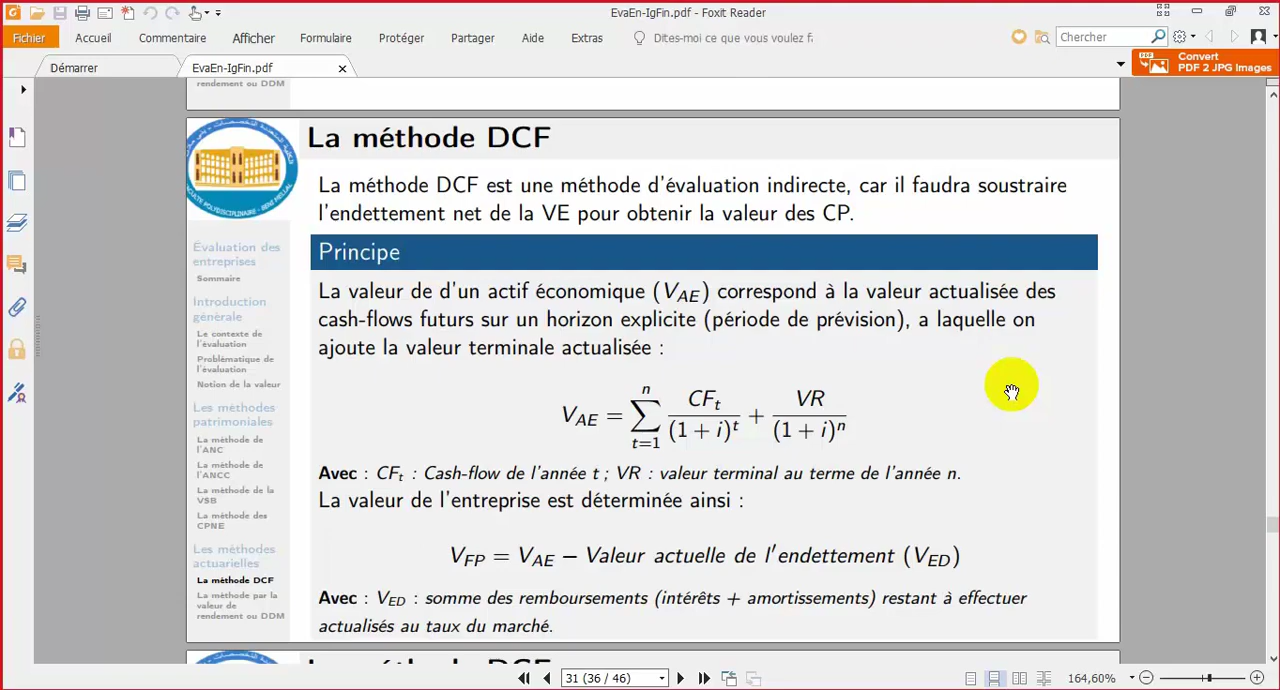 EvaEn-IgFin.pdf - Foxit Reader
Fichier Accueil Commentaire Afficher Formulaire Protéger Partager Aide Extras Dites-moi ce que vous voulez fa Chercher
Convert
PDF 2 JPG Images
Démarrer EvaEn-IgFin.pdf
rendement ou DDM
La méthode DCF
La méthode DCF est une méthode d'évaluation indirecte, car il faudra soustraire
l'endettement net de la VE pour obtenir la valeur des CP.
Évaluation des
entreprises
Sommaire
Introduction
générale
Le contexte de
l'évaluation
Problématique de
l'évaluation
Notion de la valeur
Les méthodes
patrimoniales
La méthode de
l'ANC
La méthode de
l'ANCC
La méthode de la
VSB
La méthode des
CPNE
Les méthodes
actuarielles
La méthode DCF
La méthode par la
valeur de
rendement ou DDM
Principe
La valeur de d'un actif économique (V_AE) correspond à la valeur actualisée des
cash-flows futurs sur un horizon explicite (période de prévision), a laquelle on
ajoute la valeur terminale actualisée :
V_AE = ∑_{t=1}^{n} CF_t/(1 + i)^t + VR/(1 + i)^n
Avec : CF_t : Cash-flow de l'année t ; VR : valeur terminal au terme de l'année n.
La valeur de l'entreprise est déterminée ainsi :
V_FP = V_AE − Valeur actuelle de l'endettement (V_ED)
Avec : V_ED : somme des remboursements (intérêts + amortissements) restant à effectuer
actualisés au taux du marché.
31 (36 / 46) 164,60%